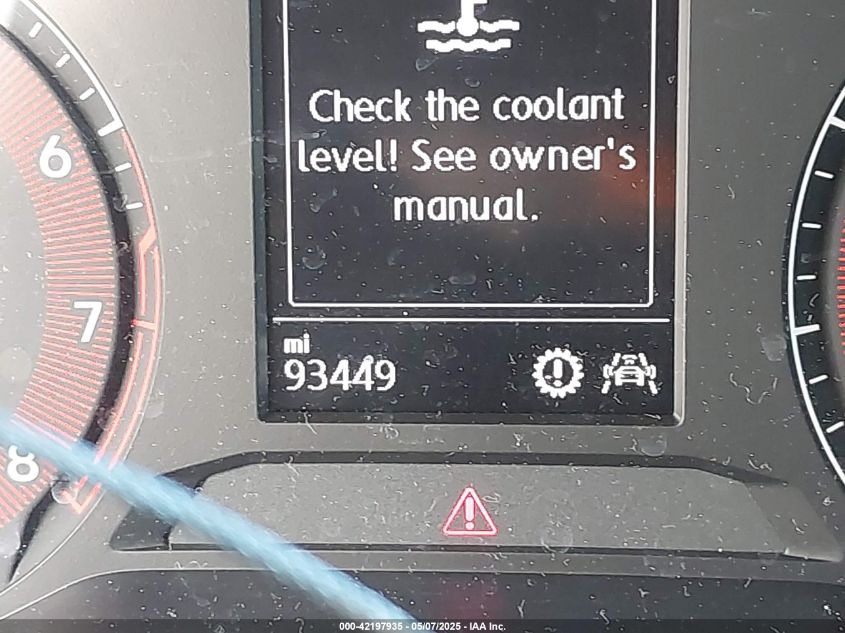 Check the coolant
level! See owner's
manual.
mi
93449
6
7
8
000-42197935 - 05/07/2025 - IAA Inc.